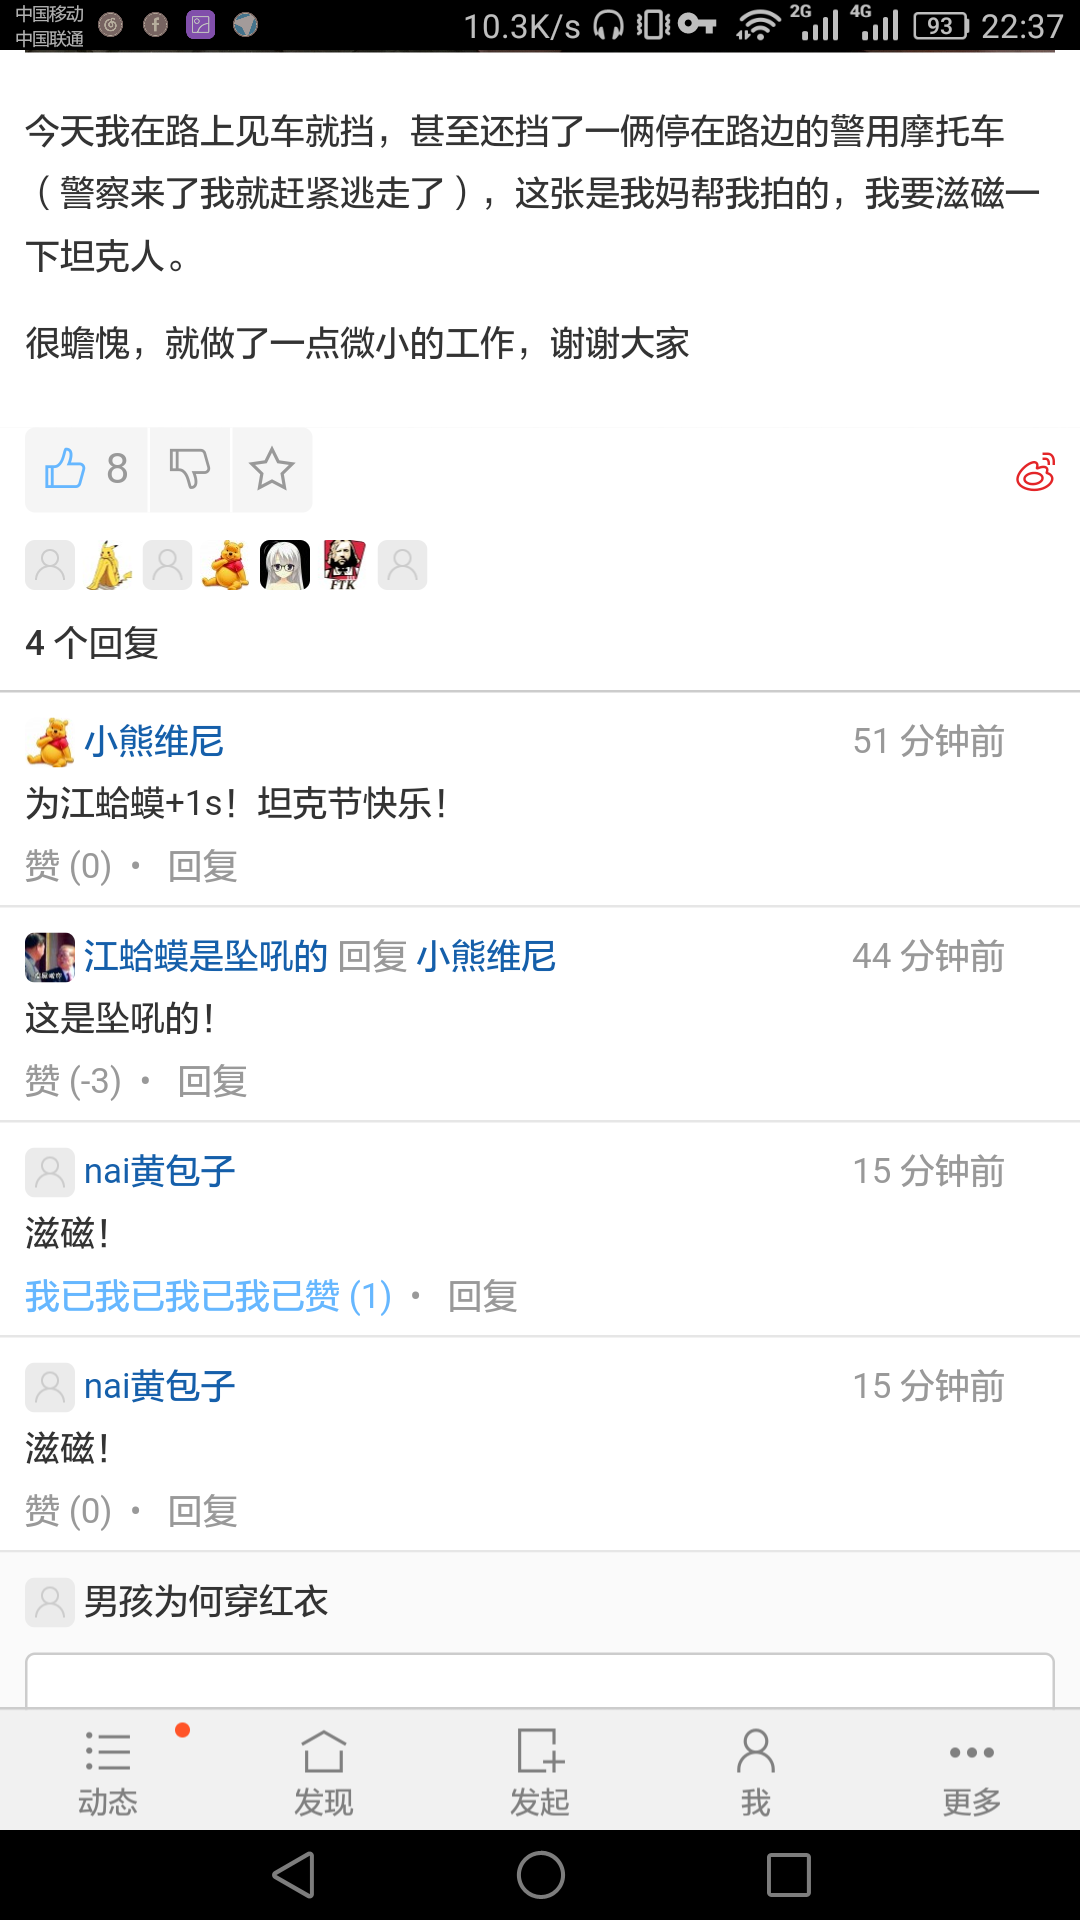 中国移动
中国联通
10.3K/s 2G 4G 93 22:37
今天我在路上见车就挡，甚至还挡了一俩停在路边的警用摩托车
（警察来了我就赶紧逃走了），这张是我妈帮我拍的，我要滋磁一
下坦克人。
很蟾愧，就做了一点微小的工作，谢谢大家
8
FTK
4 个回复
小熊维尼 51 分钟前
为江蛤蟆+1s！坦克节快乐！
赞 (0) • 回复
江蛤蟆是坠吼的 回复 小熊维尼 44 分钟前
这是坠吼的！
赞 (-3) • 回复
nai黄包子 15 分钟前
滋磁！
我已我已我已我已赞 (1) • 回复
nai黄包子 15 分钟前
滋磁！
赞 (0) • 回复
男孩为何穿红衣
动态 发现 发起 我 更多